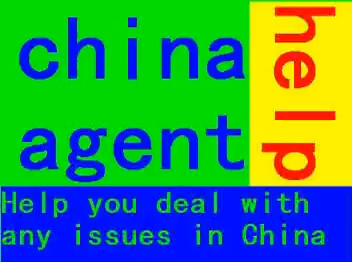 china
agent
help
Help you deal with
any issues in China